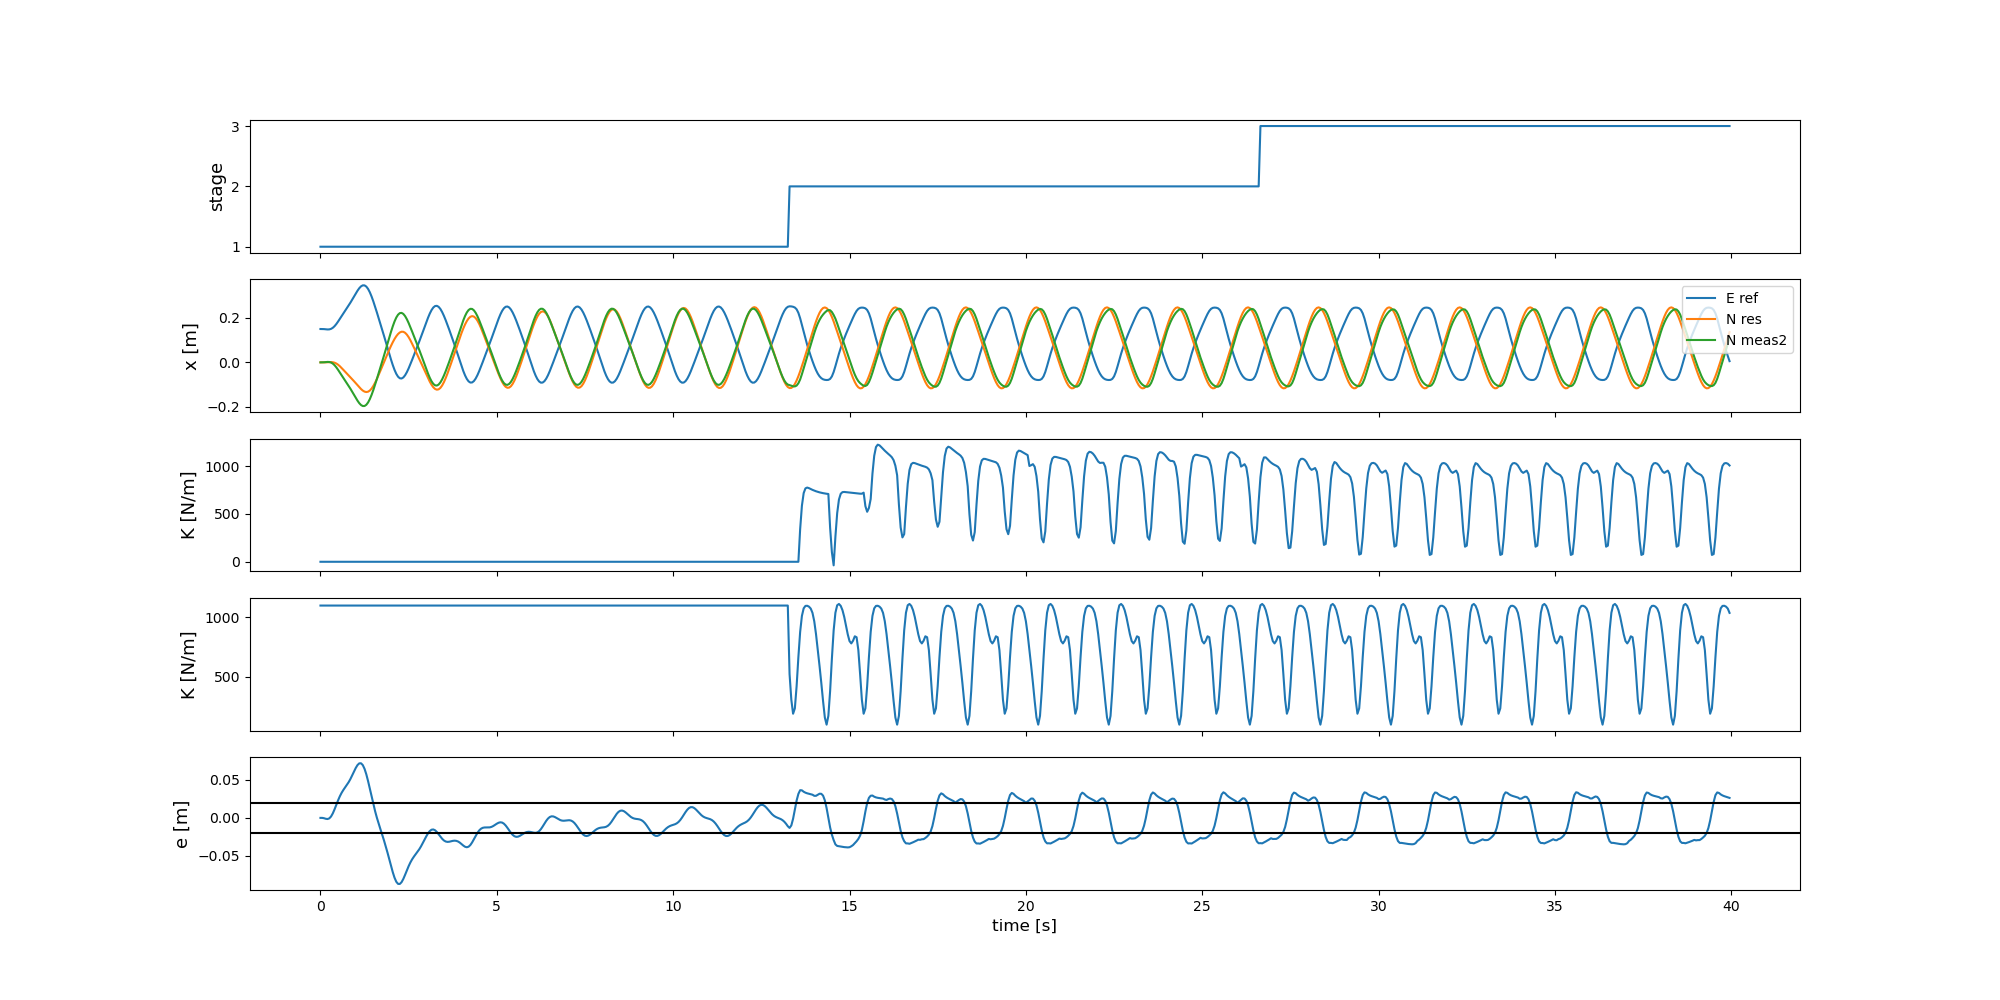 stage
3
2
1
x [m]
0.2
0.0
−0.2
E ref
N res
N meas2
K [N/m]
1000
500
0
K [N/m]
1000
500
e [m]
0.05
0.00
−0.05
0 5 10 15 20 25 30 35 40
time [s]